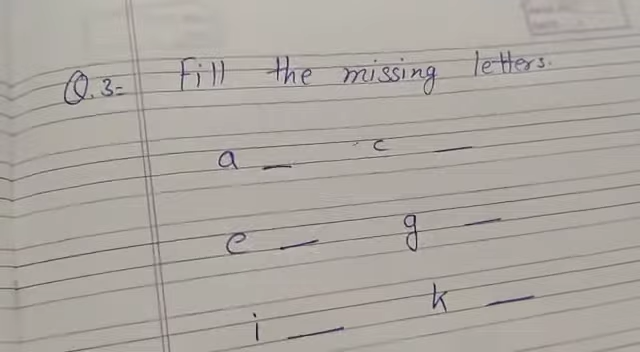 Q.3= Fill the missing letters.
a _ c _
e _ g _
i _ k _